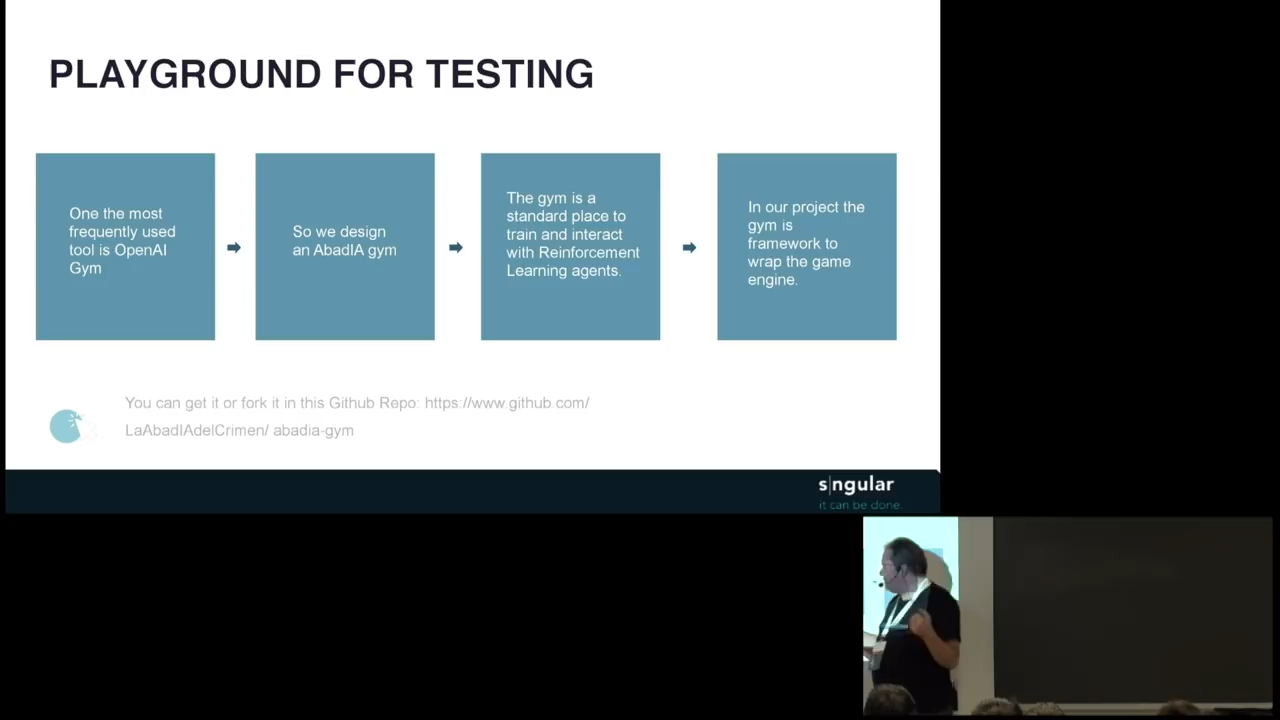 PLAYGROUND FOR TESTING
One the most
frequently used
tool is OpenAI
Gym
So we design
an AbadIA gym
The gym is a
standard place to
train and interact
with Reinforcement
Learning agents.
In our project the
gym is
framework to
wrap the game
engine.
You can get it or fork it in this Github Repo: https://www.github.com/
LaAbadIAdelCrimen/ abadia-gym
s|ngular
it can be done.